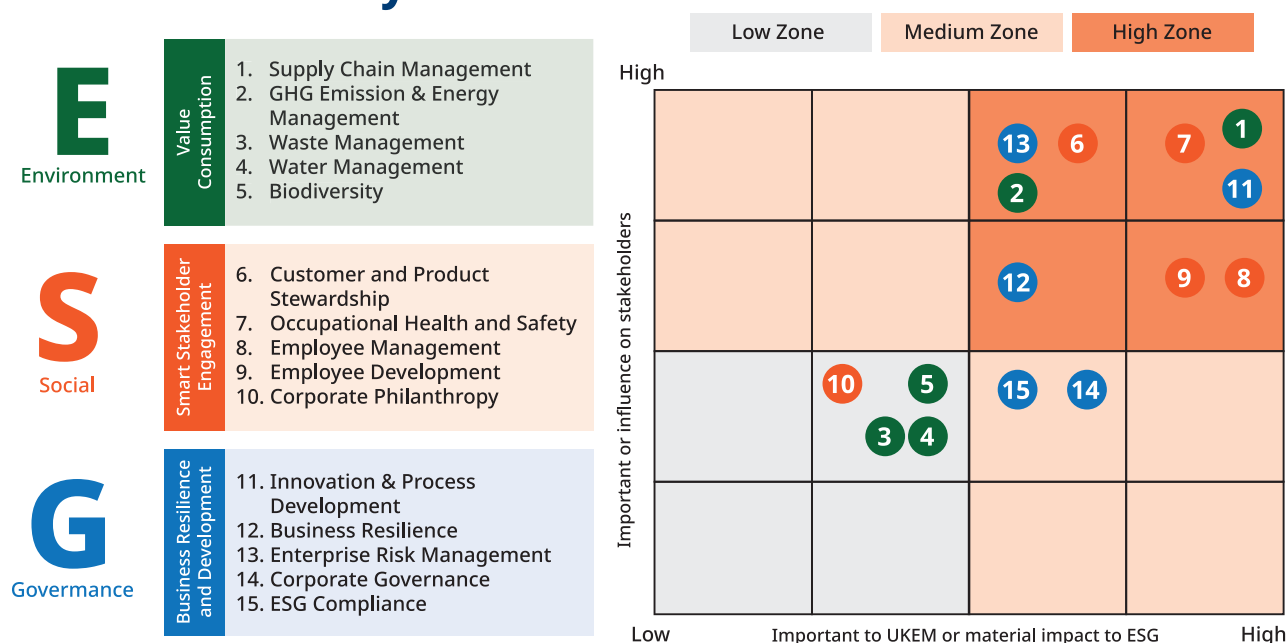 E
Environment
Value
Consumption
1. Supply Chain Management
2. GHG Emission & Energy
Management
3. Waste Management
4. Water Management
5. Biodiversity
S
Social
Smart Stakeholder
Engagement
6. Customer and Product
Stewardship
7. Occupational Health and Safety
8. Employee Management
9. Employee Development
10. Corporate Philanthropy
G
Govermance
Business Resilience
and Development
11. Innovation & Process
Development
12. Business Resilience
13. Enterprise Risk Management
14. Corporate Governance
15. ESG Compliance
Low Zone
Medium Zone
High Zone
High
Important or influence on stakeholders
13
6
7
1
2
11
12
9
8
10
5
15
14
3
4
Low
Important to UKEM or material impact to ESG
High